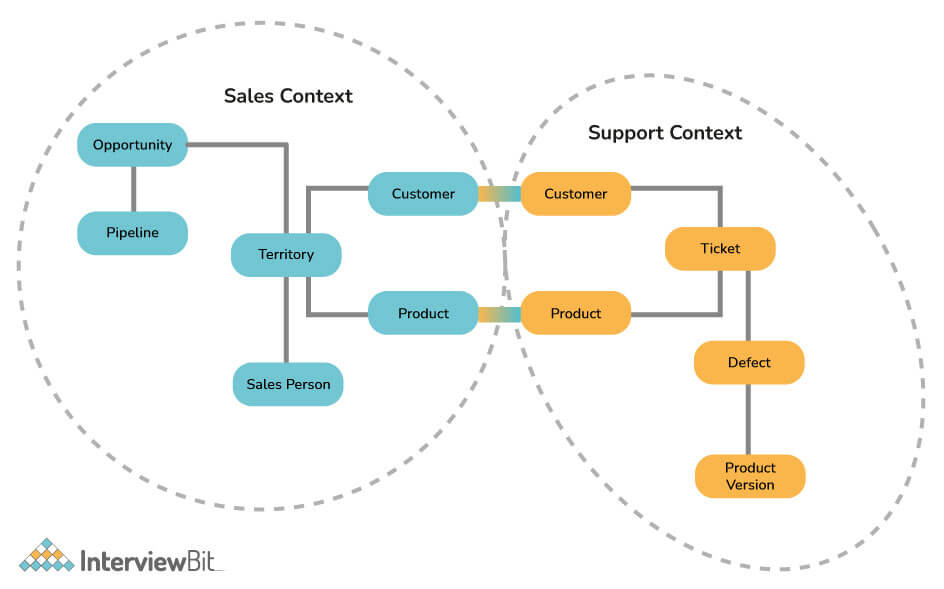 Sales Context
Support Context
Opportunity
Pipeline
Territory
Customer
Product
Sales Person
Customer
Product
Ticket
Defect
Product
Version
InterviewBit